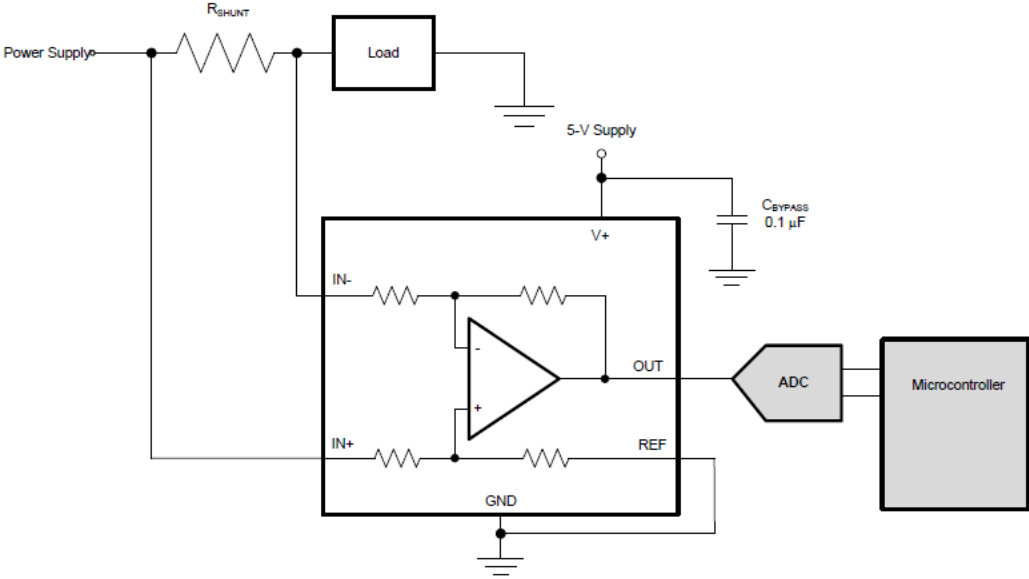 RSHUNT
Power Supply
Load
5-V Supply
CBYPASS
0.1 μF
V+
IN-
-
OUT
ADC
Microcontroller
+
IN+
REF
GND